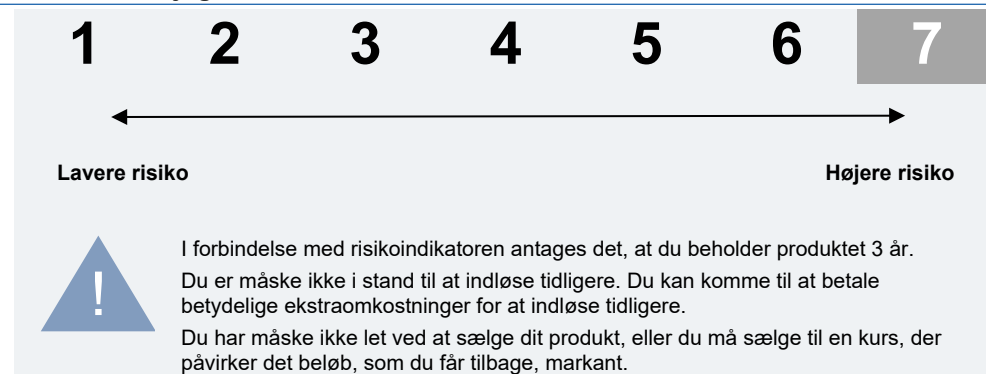 1 2 3 4 5 6 7
Lavere risiko Højere risiko
!
I forbindelse med risikoindikatoren antages det, at du beholder produktet 3 år.
Du er måske ikke i stand til at indløse tidligere. Du kan komme til at betale
betydelige ekstraomkostninger for at indløse tidligere.
Du har måske ikke let ved at sælge dit produkt, eller du må sælge til en kurs, der
påvirker det beløb, som du får tilbage, markant.